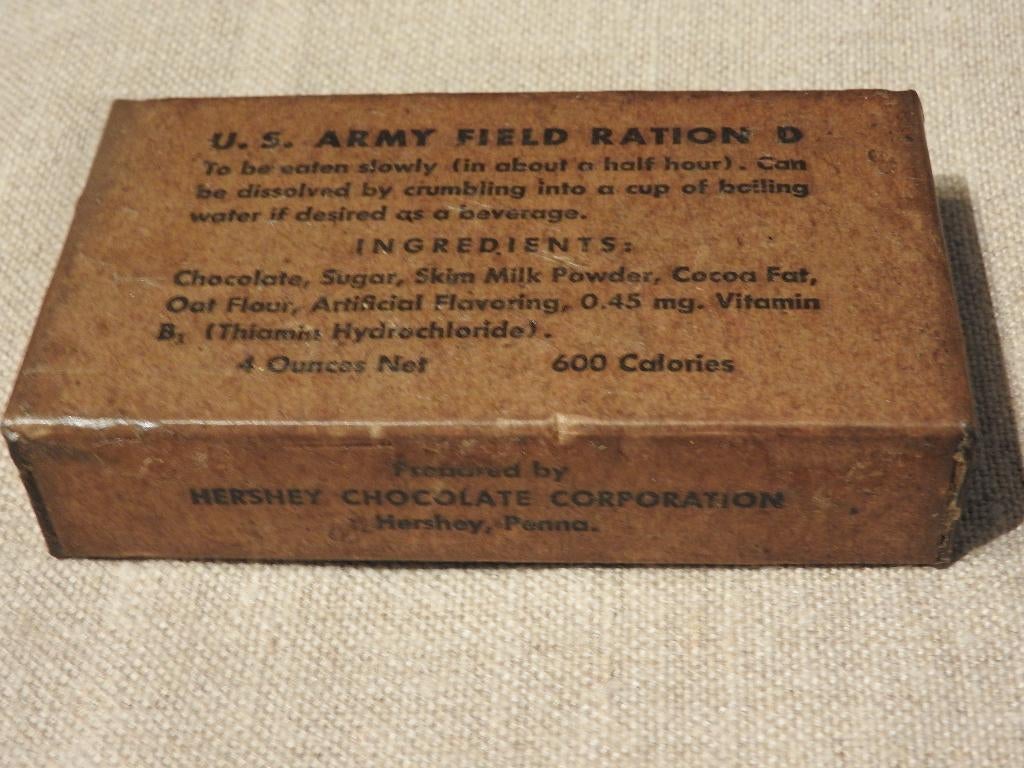 U. S. ARMY FIELD RATION D
To be eaten slowly (in about a half hour). Can
be dissolved by crumbling into a cup of boiling
water if desired as a beverage.
INGREDIENTS:
Chocolate, Sugar, Skim Milk Powder, Cocoa Fat,
Oat Flour, Artificial Flavoring, 0.45 mg. Vitamin
B₁ (Thiamin Hydrochloride).
4 Ounces Net 600 Calories
Prepared by
HERSHEY CHOCOLATE CORPORATION
Hershey, Penna.